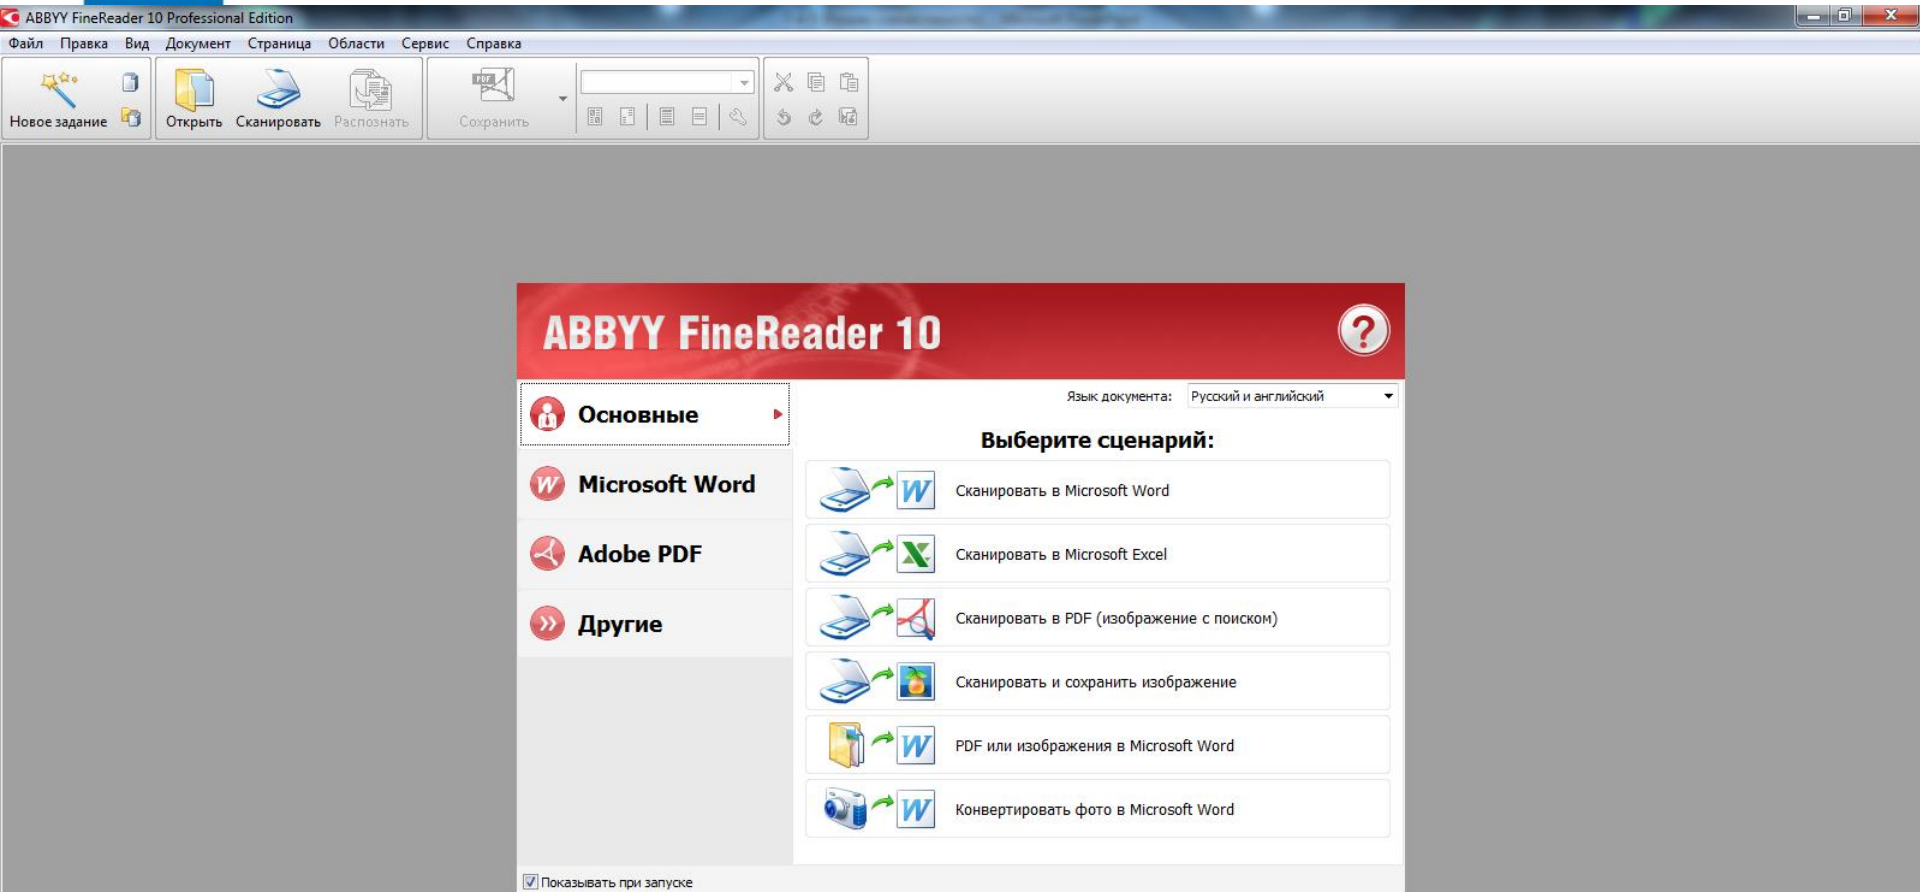 ABBYY FineReader 10 Professional Edition
Файл Правка Вид Документ Страница Области Сервис Справка
Новое задание Открыть Сканировать Распознать Сохранить
ABBYY FineReader 10
Основные
Microsoft Word
Adobe PDF
Другие
Язык документа: Русский и английский
Выберите сценарий:
Сканировать в Microsoft Word
Сканировать в Microsoft Excel
Сканировать в PDF (изображение с поиском)
Сканировать и сохранить изображение
PDF или изображения в Microsoft Word
Конвертировать фото в Microsoft Word
Показывать при запуске